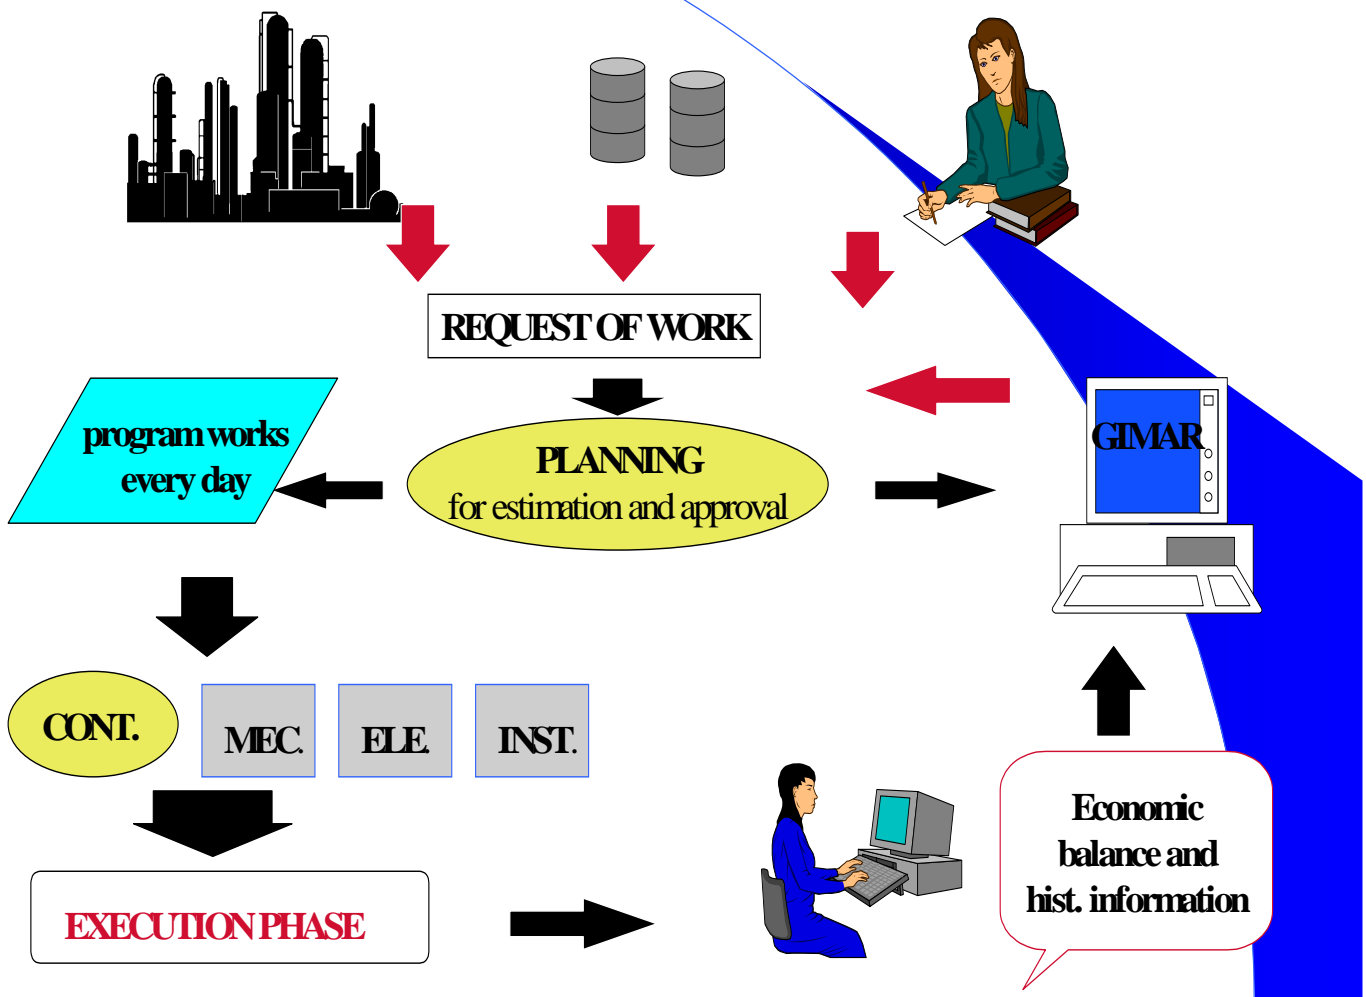 REQUEST OF WORK
program works
every day
PLANNING
for estimation and approval
GIMAR
CONT.
MEC.
ELE.
INST.
Economic
balance and
hist. information
EXECUTION PHASE